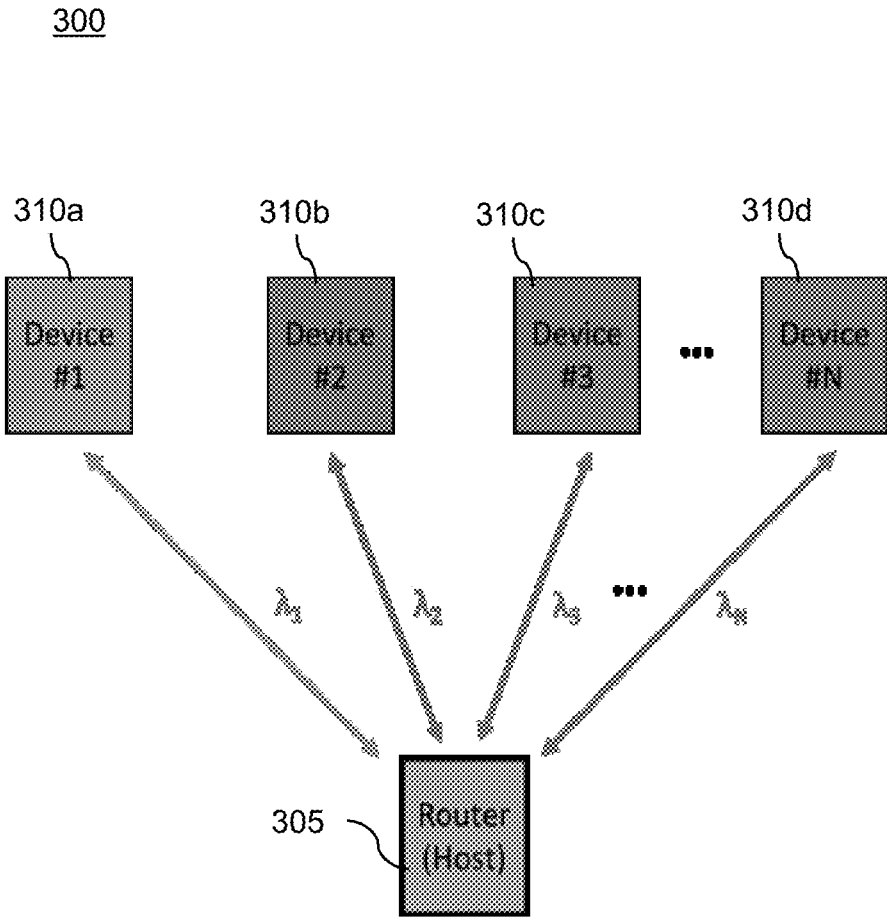 300
310a
310b
310c
310d
Device
#1
Device
#2
Device
#3
•••
Device
#N
λ1
λ2
λ3
•••
λN
305
Router
(Host)